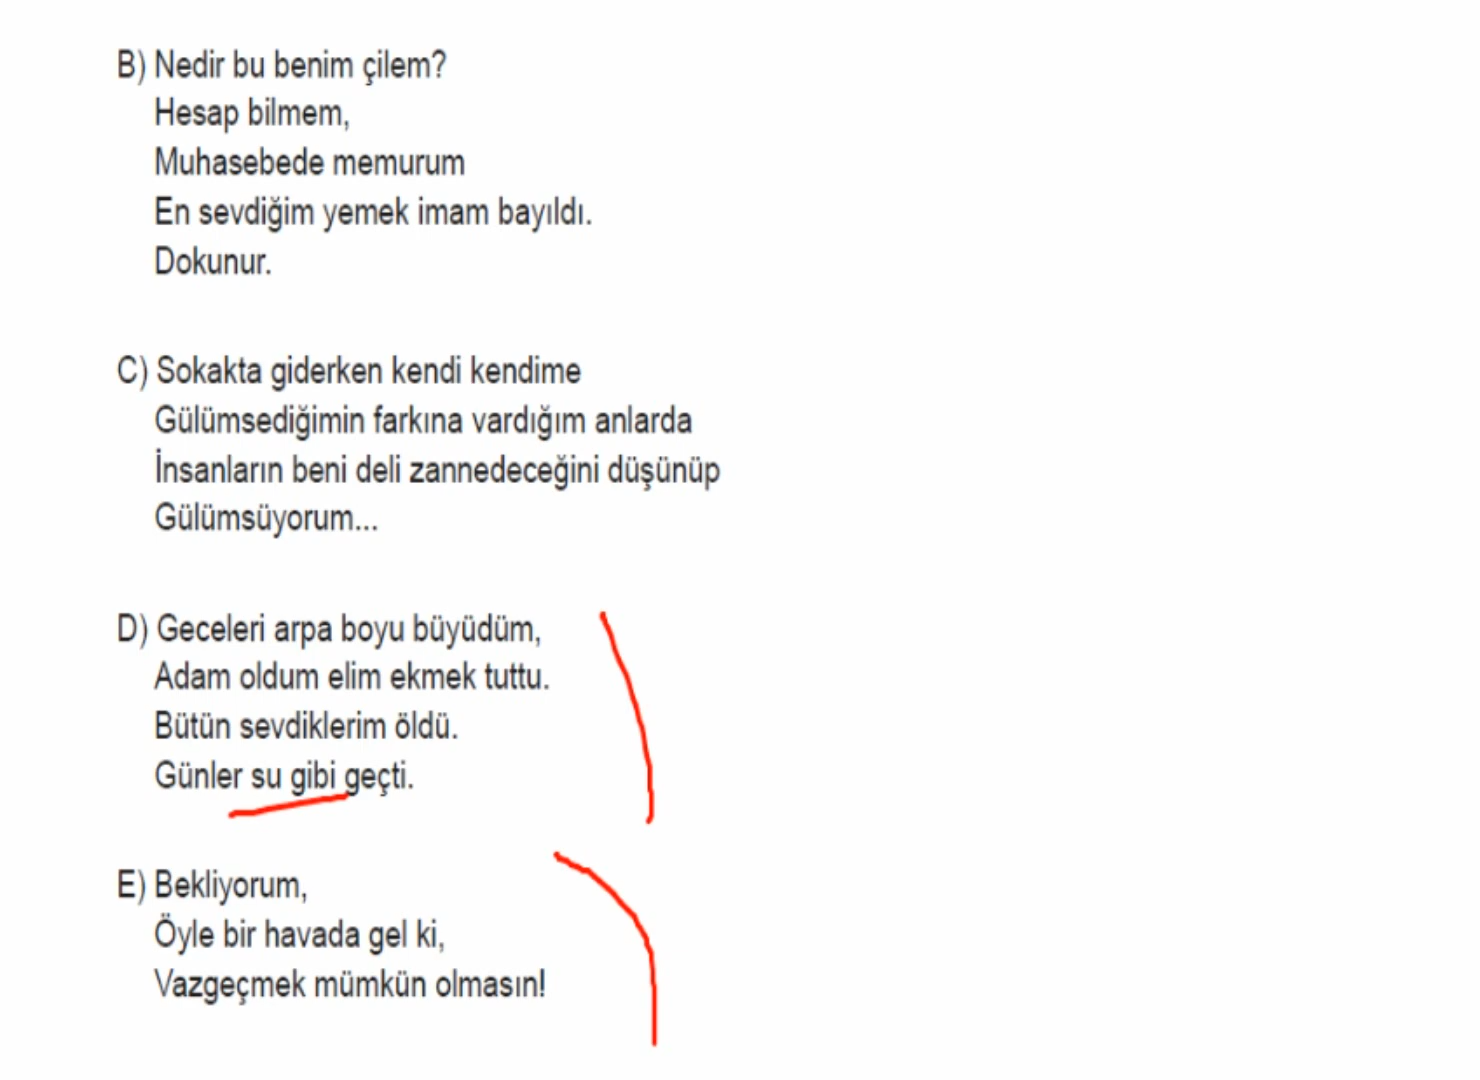 B) Nedir bu benim çilem?
Hesap bilmem,
Muhasebede memurum
En sevdiğim yemek imam bayıldı.
Dokunur.
C) Sokakta giderken kendi kendime
Gülümsediğimin farkına vardığım anlarda
İnsanların beni deli zannedeceğini düşünüp
Gülümsüyorum...
D) Geceleri arpa boyu büyüdüm,
Adam oldum elim ekmek tuttu.
Bütün sevdiklerim öldü.
Günler su gibi geçti.
E) Bekliyorum,
Öyle bir havada gel ki,
Vazgeçmek mümkün olmasın!